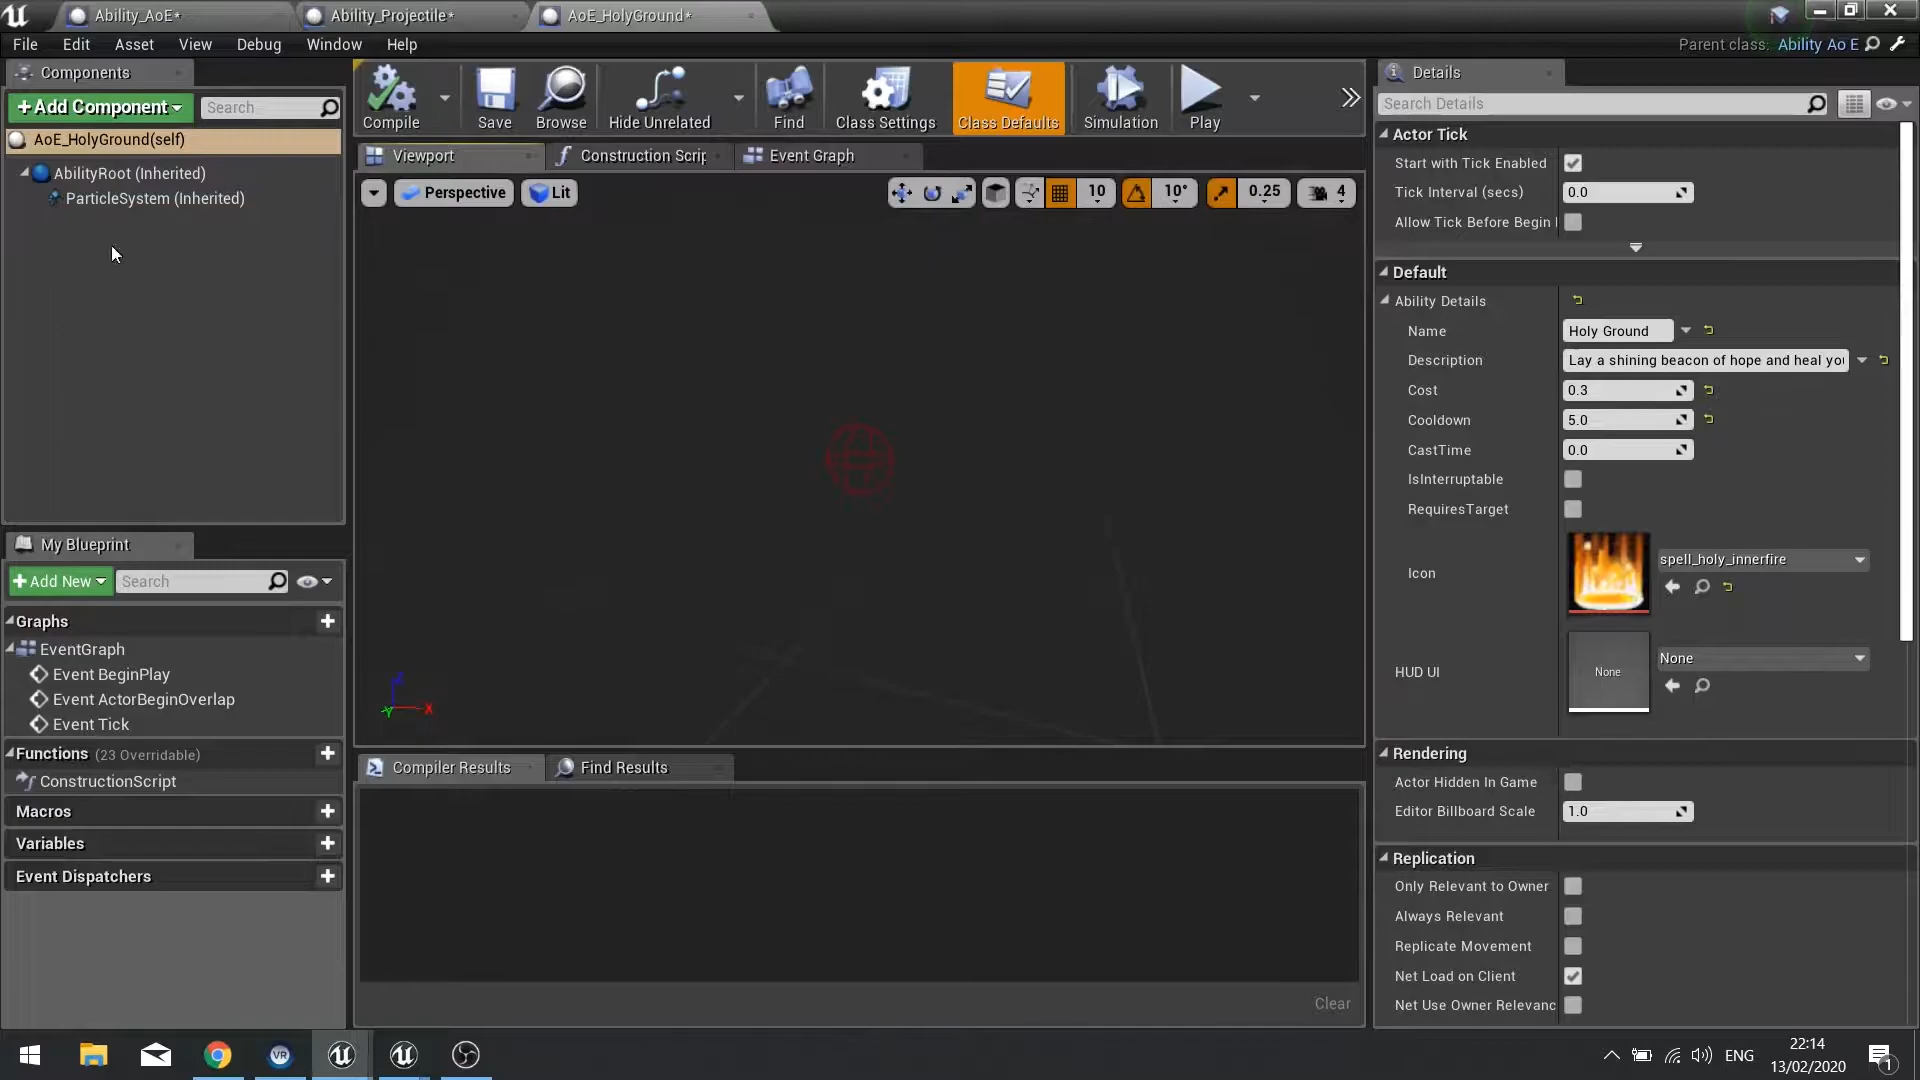 Ability_AoE*
Ability_Projectile*
AoE_HolyGround*
File Edit Asset View Debug Window Help
Parent class: Ability Ao E
Components
+Add Component
Search
AoE_HolyGround(self)
AbilityRoot (Inherited)
ParticleSystem (Inherited)
Compile
Save
Browse
Hide Unrelated
Find
Class Settings
Class Defaults
Simulation
Play
Viewport
Construction Scrip
Event Graph
Perspective
Lit
10
10°
0.25
4
X
Y
My Blueprint
+Add New
Search
Graphs
EventGraph
Event BeginPlay
Event ActorBeginOverlap
Event Tick
Functions (23 Overridable)
ConstructionScript
Macros
Variables
Event Dispatchers
Compiler Results
Find Results
Clear
Details
Search Details
Actor Tick
Start with Tick Enabled
Tick Interval (secs) 0.0
Allow Tick Before Begin
Default
Ability Details
Name Holy Ground
Description Lay a shining beacon of hope and heal you
Cost 0.3
Cooldown 5.0
CastTime 0.0
IsInterruptable
RequiresTarget
Icon
spell_holy_innerfire
HUD UI
None
None
Rendering
Actor Hidden In Game
Editor Billboard Scale 1.0
Replication
Only Relevant to Owner
Always Relevant
Replicate Movement
Net Load on Client
Net Use Owner Relevanc
VR
ENG
22:14
13/02/2020
1